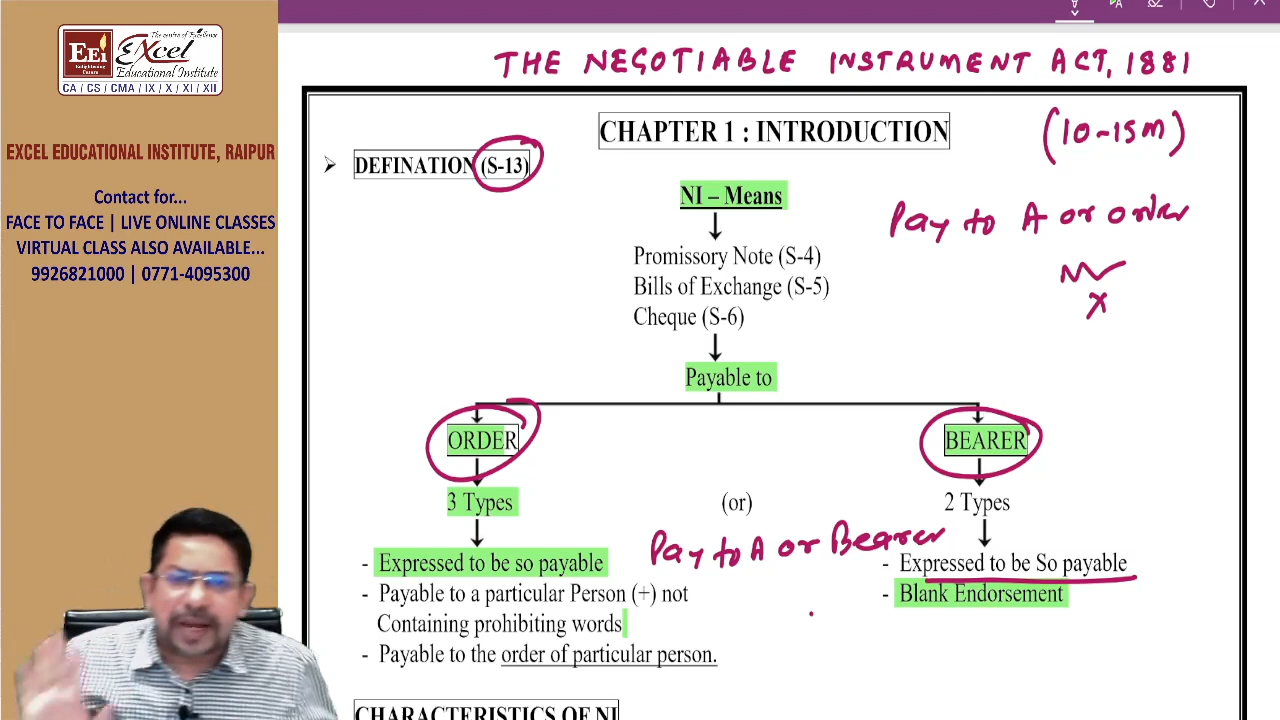 The centre of Excellence
EEi Excel
Enlightening Careers
Educational Institute
CA / CS / CMA / IX / X / XI / XII
EXCEL EDUCATIONAL INSTITUTE, RAIPUR
Contact for...
FACE TO FACE | LIVE ONLINE CLASSES
VIRTUAL CLASS ALSO AVAILABLE...
9926821000 | 0771-4095300
THE NEGOTIABLE INSTRUMENT ACT, 1881
CHAPTER 1 : INTRODUCTION
(10-15m)
➢ DEFINATION (S-13)
NI – Means
Pay to A or order
Promissory Note (S-4)
Bills of Exchange (S-5)
X
Cheque (S-6)
Payable to
ORDER
BEARER
3 Types
(or)
2 Types
Pay to A or Bearer
- Expressed to be so payable
- Expressed to be So payable
- Payable to a particular Person (+) not
- Blank Endorsement
Containing prohibiting words
- Payable to the order of particular person.
CHARACTERISTICS OF NI